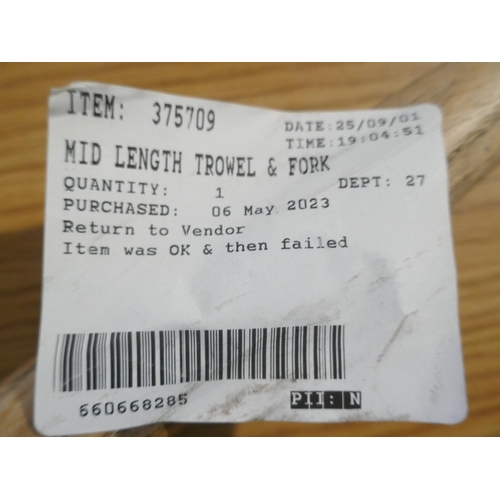 ITEM: 375709
DATE:25/09/01
TIME:19:04:51
MID LENGTH TROWEL & FORK
QUANTITY: 1 DEPT: 27
PURCHASED: 06 May 2023
Return to Vendor
Item was OK & then failed
660668285
PII: N